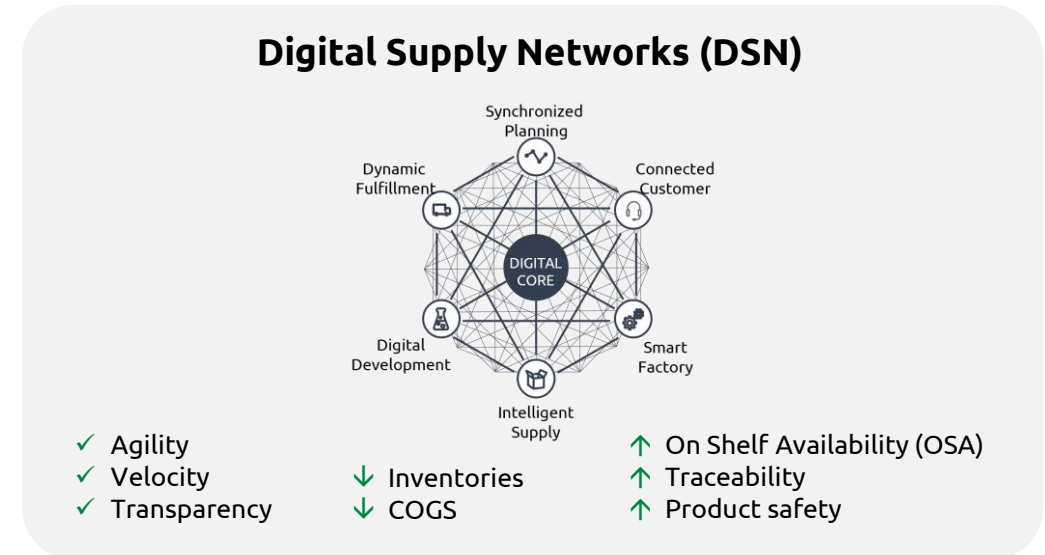 Digital Supply Networks (DSN)
Synchronized
Planning
Dynamic
Fulfillment
Connected
Customer
DIGITAL
CORE
Digital
Development
Smart
Factory
Intelligent
Supply
✓ Agility
✓ Velocity
✓ Transparency
↓ Inventories
↓ COGS
↑ On Shelf Availability (OSA)
↑ Traceability
↑ Product safety